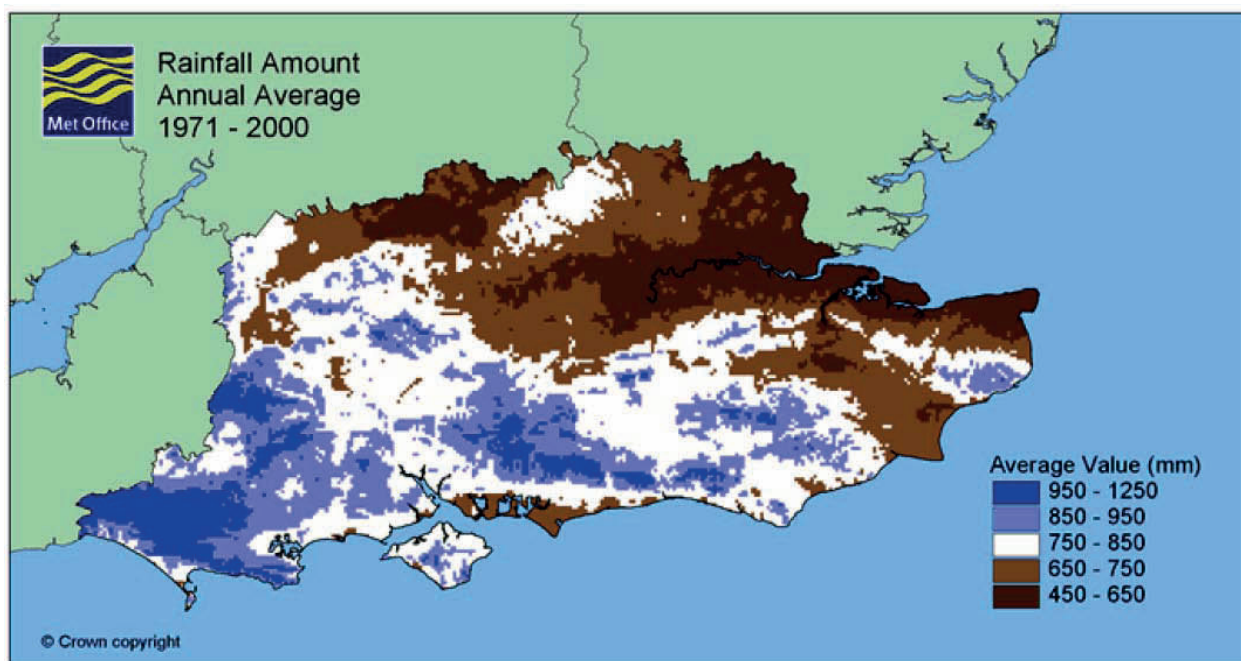 Met Office
Rainfall Amount
Annual Average
1971 - 2000
Average Value (mm)
950 - 1250
850 - 950
750 - 850
650 - 750
450 - 650
© Crown copyright